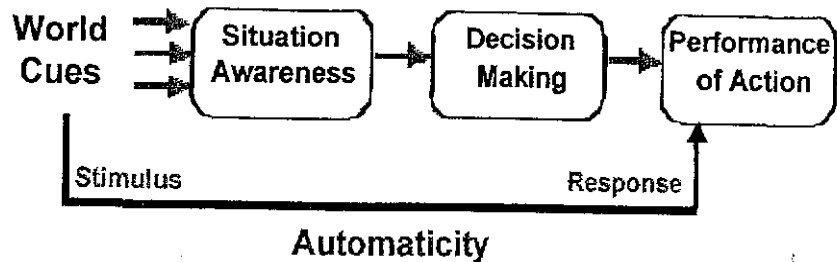 World
Cues
Situation
Awareness
Decision
Making
Performance
of Action
Stimulus
Response
Automaticity